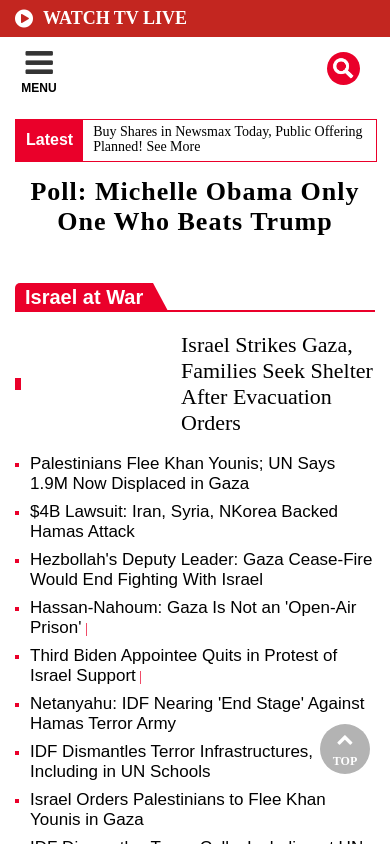 WATCH TV LIVE
MENU
Latest
Buy Shares in Newsmax Today, Public Offering
Planned! See More
Poll: Michelle Obama Only
One Who Beats Trump
Israel at War
Israel Strikes Gaza,
Families Seek Shelter
After Evacuation
Orders
Palestinians Flee Khan Younis; UN Says
1.9M Now Displaced in Gaza
$4B Lawsuit: Iran, Syria, NKorea Backed
Hamas Attack
Hezbollah's Deputy Leader: Gaza Cease-Fire
Would End Fighting With Israel
Hassan-Nahoum: Gaza Is Not an 'Open-Air
Prison' |
Third Biden Appointee Quits in Protest of
Israel Support |
Netanyahu: IDF Nearing 'End Stage' Against
Hamas Terror Army
IDF Dismantles Terror Infrastructures,
Including in UN Schools
TOP
Israel Orders Palestinians to Flee Khan
Younis in Gaza